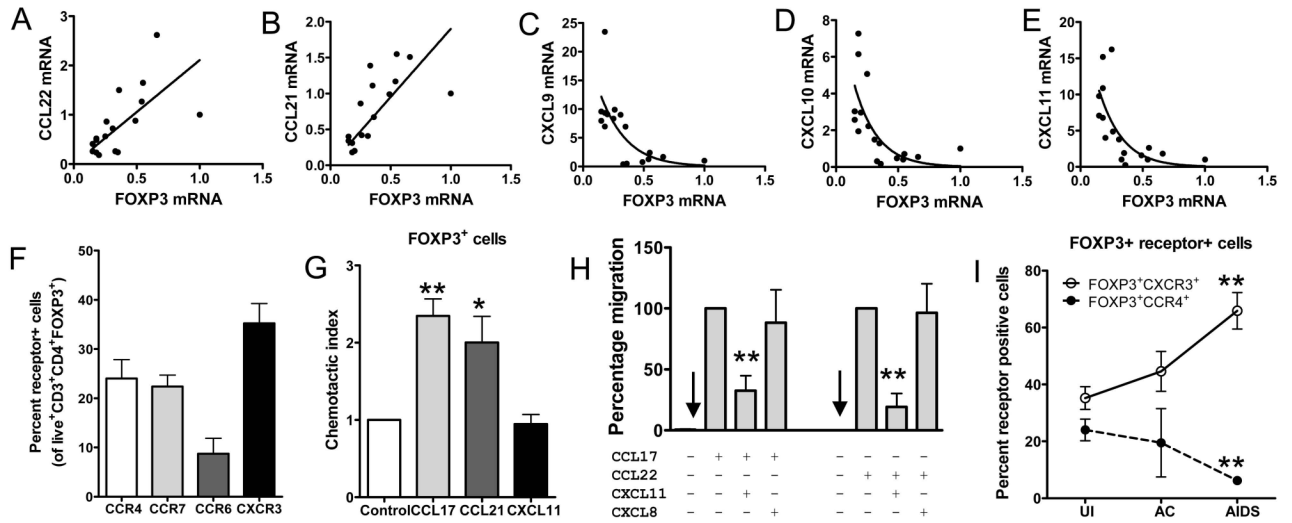 A
CCL22 mRNA
3
2
1
0
0.0 0.5 1.0 1.5
FOXP3 mRNA
B
CCL21 mRNA
2.0
1.5
1.0
0.5
0.0
0.0 0.5 1.0 1.5
FOXP3 mRNA
C
CXCL9 mRNA
25
20
15
10
5
0
0.0 0.5 1.0 1.5
FOXP3 mRNA
D
CXCL10 mRNA
10
8
6
4
2
0
0.0 0.5 1.0 1.5
FOXP3 mRNA
E
CXCL11 mRNA
20
15
10
5
0
0.0 0.5 1.0 1.5
FOXP3 mRNA
F
Percent receptor+ cells
(of live⁺CD3⁺CD4⁺FOXP3⁺)
50
40
30
20
10
0
CCR4 CCR7 CCR6 CXCR3
G
FOXP3⁺ cells
Chemotactic index
3
2
1
0
**
*
Control CCL17 CCL21 CXCL11
H
Percentage migration
150
100
50
0
**
**
CCL17 − + + + − − − −
CCL22 − − − − − + + +
CXCL11 − − + − − − + −
CXCL8 − − − + − − − +
I
FOXP3+ receptor+ cells
Percent receptor positive cells
80
60
40
20
0
FOXP3⁺CXCR3⁺
FOXP3⁺CCR4⁺
**
**
UI AC AIDS